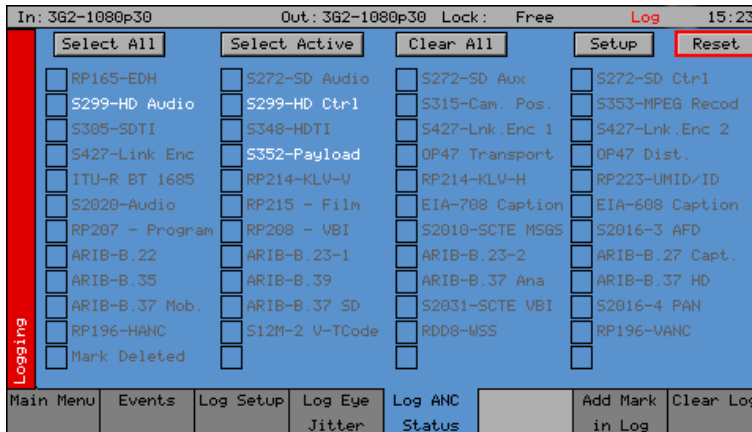 In: 3G2-1080p30 Out: 3G2-1080p30 Lock: Free Log 15:23
Select All Select Active Clear All Setup Reset
RP165-EDH S272-SD Audio S272-SD Aux S272-SD Ctrl
S299-HD Audio S299-HD Ctrl S315-Cam. Pos. S353-MPEG Recod
S305-SDTI S348-HDTI S427-Lnk.Enc 1 S427-Lnk.Enc 2
S427-Link Enc S352-Payload OP47 Transport OP47 Dist.
ITU-R BT 1685 RP214-KLV-V RP214-KLV-H RP223-UMID/ID
S2020-Audio RP215 - Film EIA-708 Caption EIA-608 Caption
RP207 - Program RP208 - VBI S2010-SCTE MSGS S2016-3 AFD
ARIB-B.22 ARIB-B.23-1 ARIB-B.23-2 ARIB-B.27 Capt.
ARIB-B.35 ARIB-B.39 ARIB-B.37 Ana ARIB-B.37 HD
ARIB-B.37 Mob. ARIB-B.37 SD S2031-SCTE VBI S2016-4 PAN
RP196-HANC S12M-2 V-TCode RDD8-WSS RP196-VANC
Mark Deleted
Logging
Main Menu Events Log Setup Log Eye Jitter Log ANC Status Add Mark in Log Clear Log